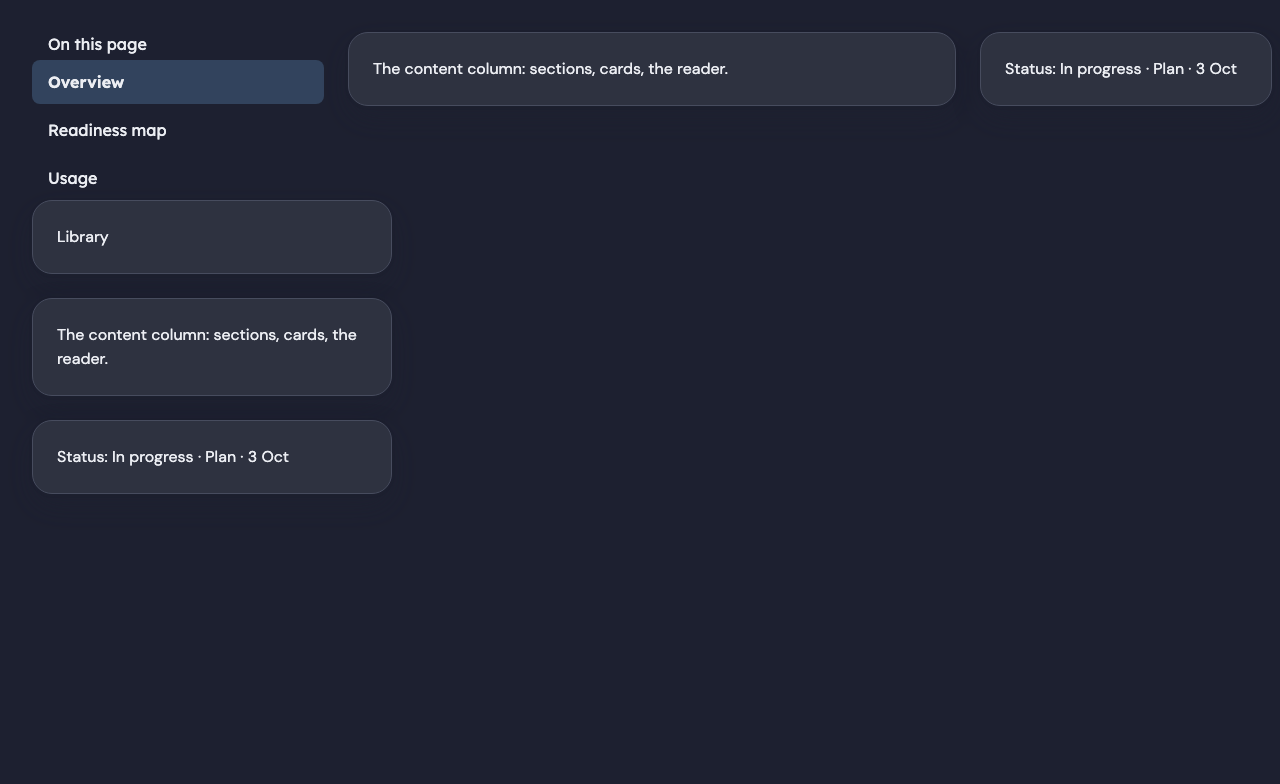 On this page
Overview
Readiness map
Usage
The content column: sections, cards, the reader.
Status: In progress · Plan · 3 Oct
Library
The content column: sections, cards, the
reader.
Status: In progress · Plan · 3 Oct